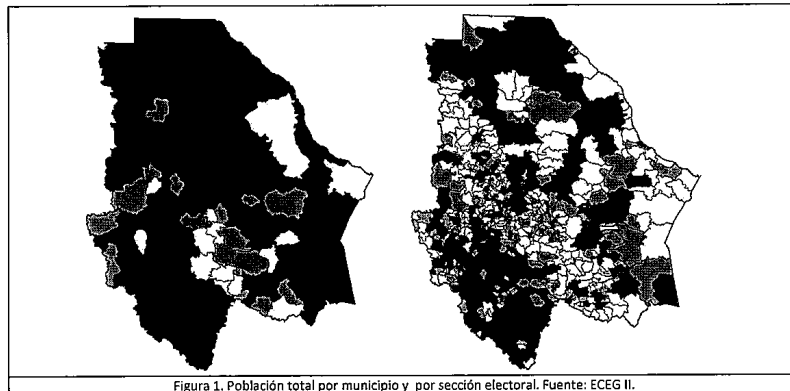 Figura 1. Población total por municipio y por sección electoral. Fuente: ECEG II.